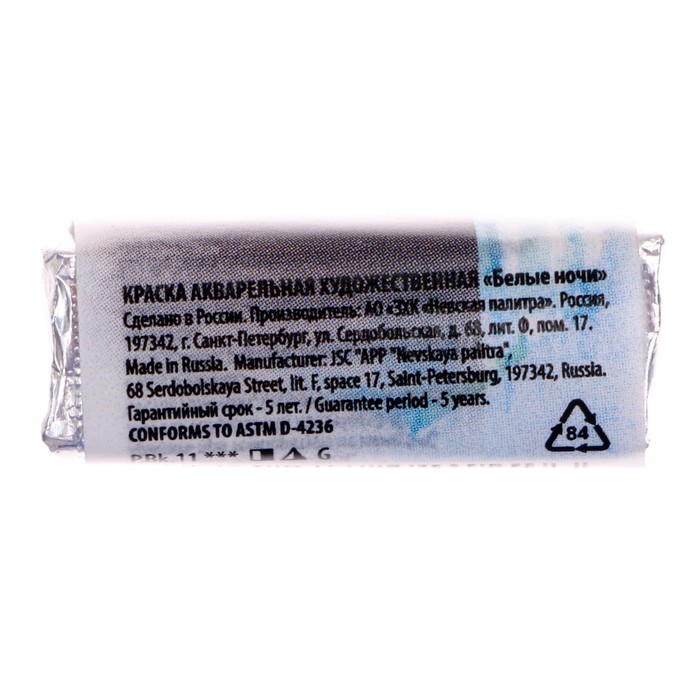 КРАСКА АКВАРЕЛЬНАЯ ХУДОЖЕСТВЕННАЯ «Белые ночи»
Сделано в России. Производитель: АО «ЗХК «Невская палитра». Россия,
197342, г. Санкт-Петербург, ул. Сердобольская, д. 68, лит. Ф, пом. 17.
Made in Russia. Manufacturer: JSC "APP "Nevskaya palitra",
68 Serdobolskaya Street, lit. F, space 17, Saint-Petersburg, 197342, Russia.
Гарантийный срок - 5 лет. / Guarantee period - 5 years.
CONFORMS TO ASTM D-4236
84
PBk 11 *** G